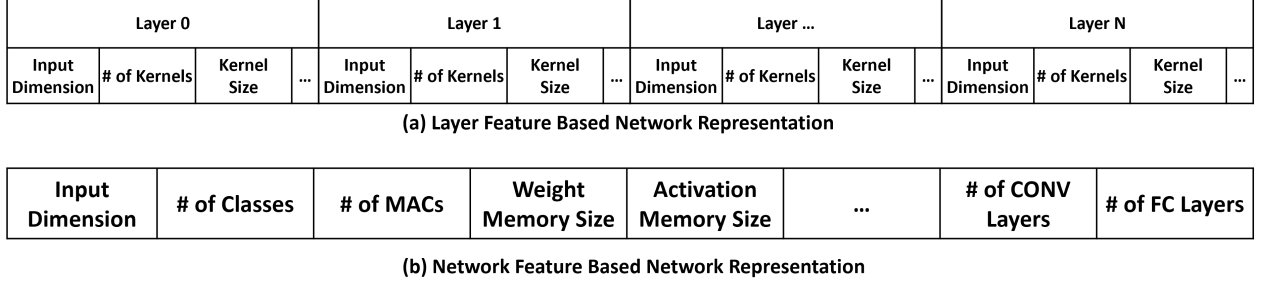 Layer 0 Layer 1 Layer ... Layer N
Input Dimension # of Kernels Kernel Size ... Input Dimension # of Kernels Kernel Size ... Input Dimension # of Kernels Kernel Size ... Input Dimension # of Kernels Kernel Size ...
(a) Layer Feature Based Network Representation
Input Dimension # of Classes # of MACs Weight Memory Size Activation Memory Size ... # of CONV Layers # of FC Layers
(b) Network Feature Based Network Representation